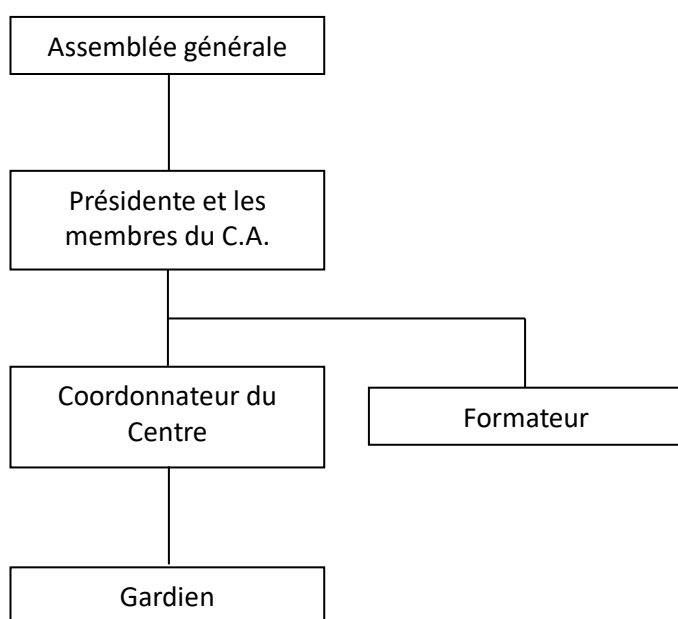 Assemblée générale
Présidente et les
membres du C.A.
Coordonnateur du
Centre
Formateur
Gardien